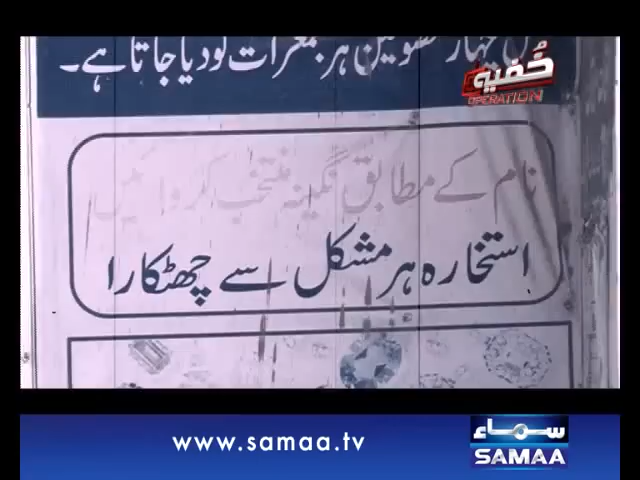 ہر جمعرات کو دیا جاتا ہے۔
خفیہ
OPERATION
نام کے مطابق نگینہ منتخب کروائیں
استخارہ ہر مشکل سے چھٹکارا
www.samaa.tv
سماء
SAMAA